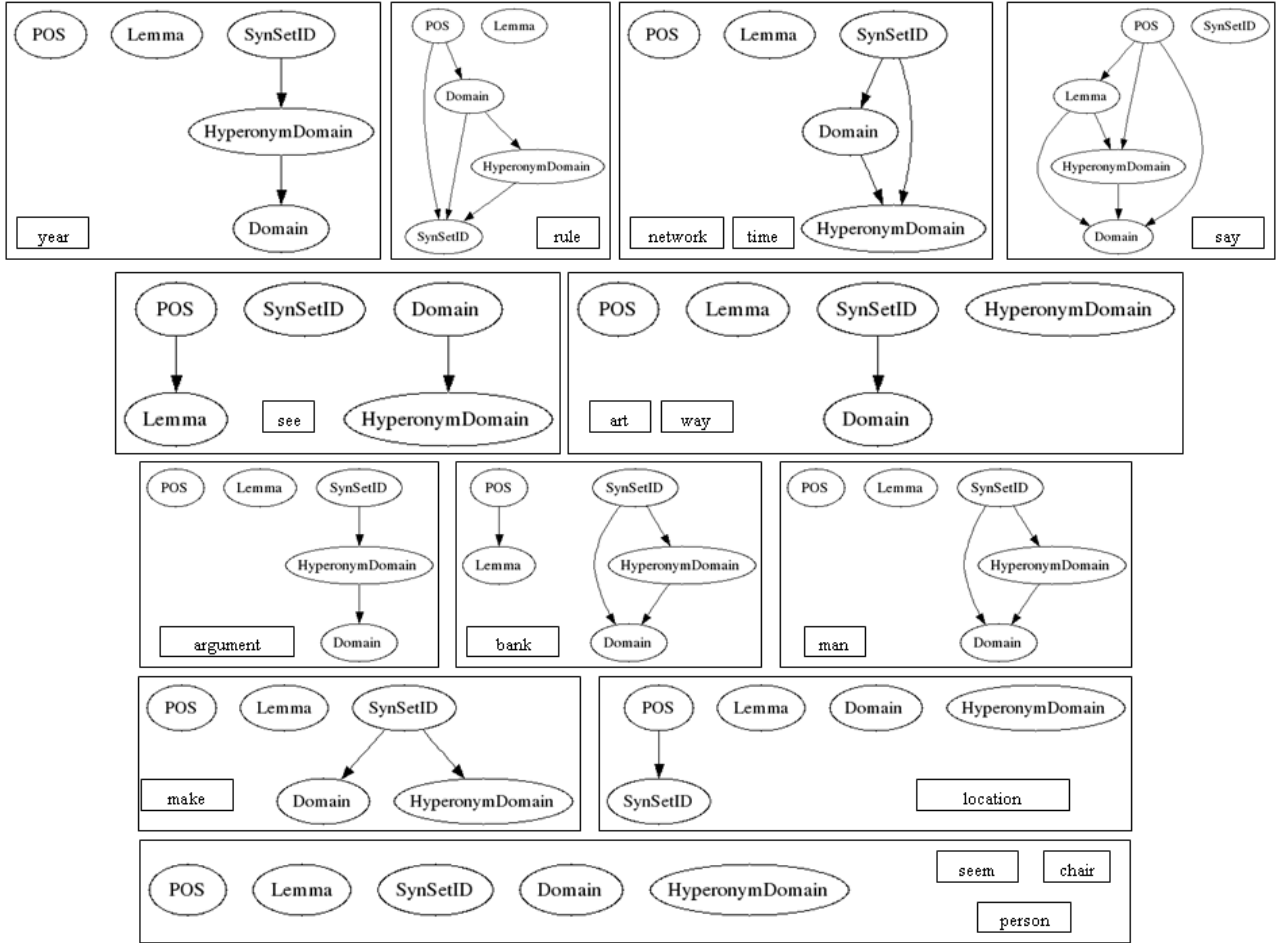 POS Lemma SynSetID
HyperonymDomain
Domain
year
POS Lemma
Domain
HyperonymDomain
SynSetID
rule
POS Lemma SynSetID
Domain
HyperonymDomain
network time
POS SynSetID
Lemma
HyperonymDomain
Domain
say
POS SynSetID Domain
Lemma see HyperonymDomain
POS Lemma SynSetID HyperonymDomain
art way Domain
POS Lemma SynSetID
HyperonymDomain
argument Domain
POS SynSetID
Lemma HyperonymDomain
bank Domain
POS Lemma SynSetID
HyperonymDomain
man Domain
POS Lemma SynSetID
make Domain HyperonymDomain
POS Lemma Domain HyperonymDomain
SynSetID location
POS Lemma SynSetID Domain HyperonymDomain
seem chair
person